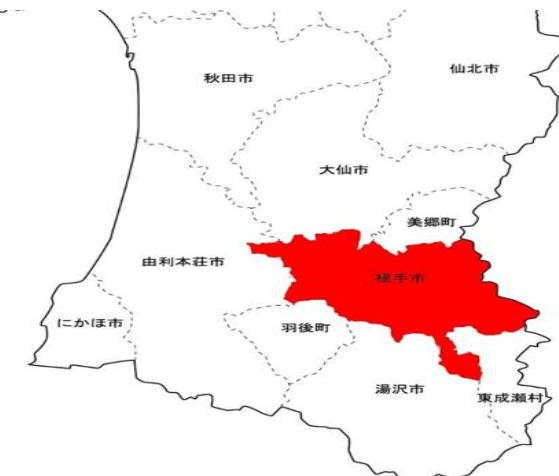 仙北市
秋田市
大仙市
美郷町
由利本荘市
横手市
にかほ市
羽後町
湯沢市
東成瀬村